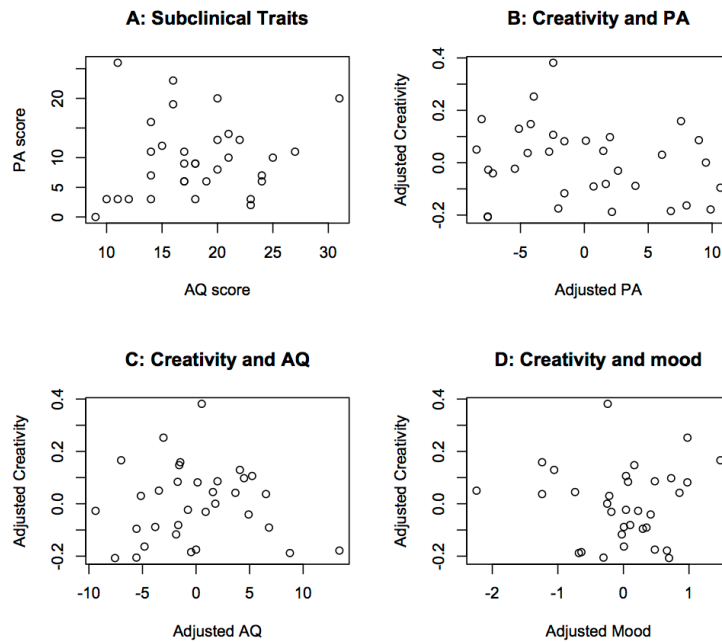 A: Subclinical Traits
PA score
0
5
10
20
10
15
20
25
30
AQ score
B: Creativity and PA
Adjusted Creativity
-0.2
0.0
0.2
0.4
-5
0
5
10
Adjusted PA
C: Creativity and AQ
Adjusted Creativity
-0.2
0.0
0.2
0.4
-10
-5
0
5
10
Adjusted AQ
D: Creativity and mood
Adjusted Creativity
-0.2
0.0
0.2
0.4
-2
-1
0
1
Adjusted Mood